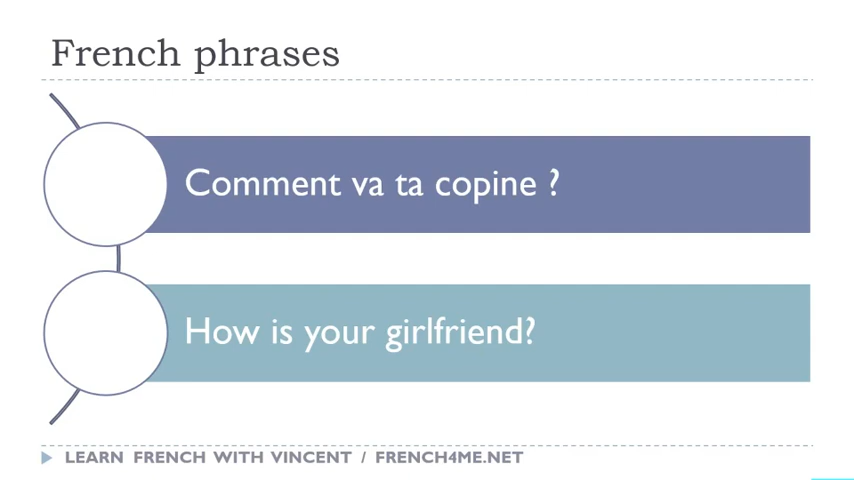 French phrases
Comment va ta copine ?
How is your girlfriend?
LEARN FRENCH WITH VINCENT / FRENCH4ME.NET